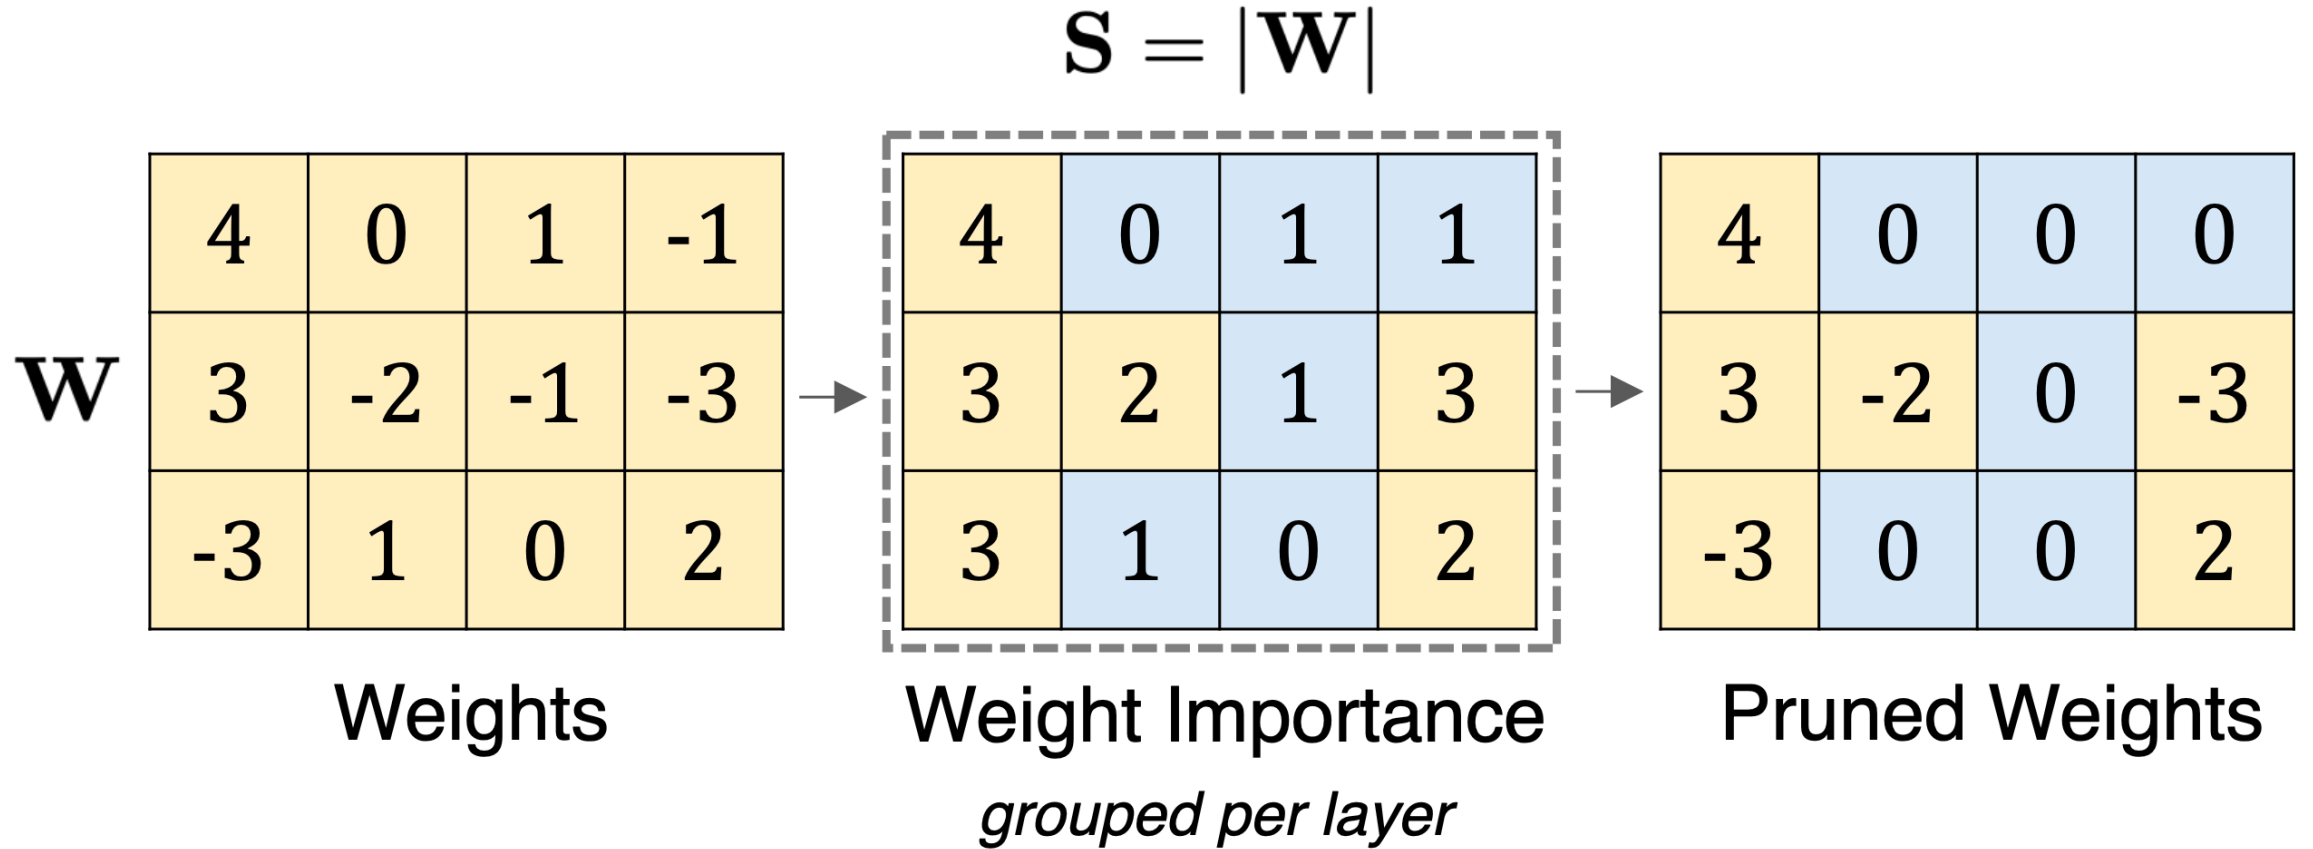 S = |W|
4 0 1 -1 4 0 1 1 4 0 0 0
W 3 -2 -1 -3 3 2 1 3 3 -2 0 -3
-3 1 0 2 3 1 0 2 -3 0 0 2
Weights Weight Importance Pruned Weights
grouped per layer